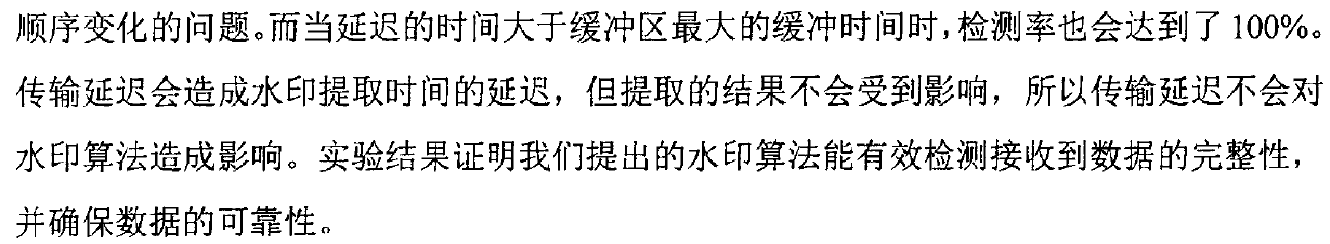 顺序变化的问题。而当延迟的时间大于缓冲区最大的缓冲时间时，检测率也会达到了 100%。
传输延迟会造成水印提取时间的延迟，但提取的结果不会受到影响，所以传输延迟不会对
水印算法造成影响。实验结果证明我们提出的水印算法能有效检测接收到数据的完整性，
并确保数据的可靠性。